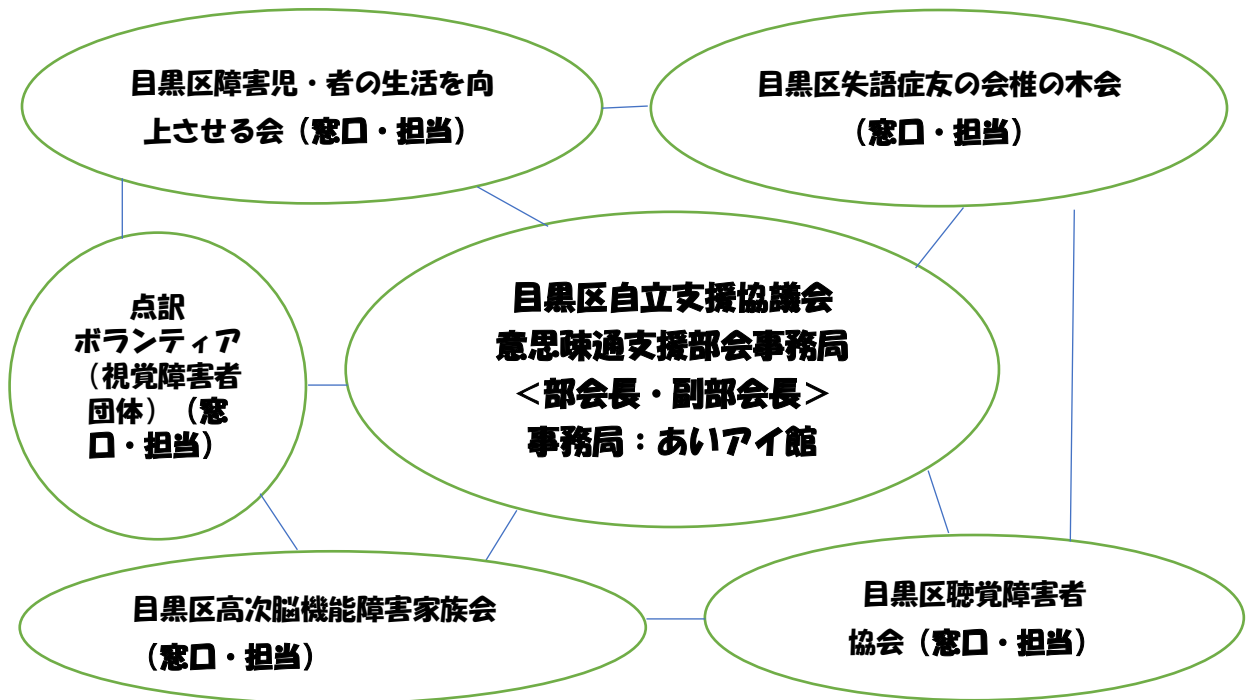 目黒区障害児・者の生活を向
上させる会（窓口・担当）
目黒区失語症友の会椎の木会
（窓口・担当）
点訳
ボランティア
（視覚障害者
団体）（窓
口・担当）
目黒区自立支援協議会
意思疎通支援部会事務局
＜部会長・副部会長＞
事務局：あいアイ館
目黒区高次脳機能障害家族会
（窓口・担当）
目黒区聴覚障害者
協会（窓口・担当）